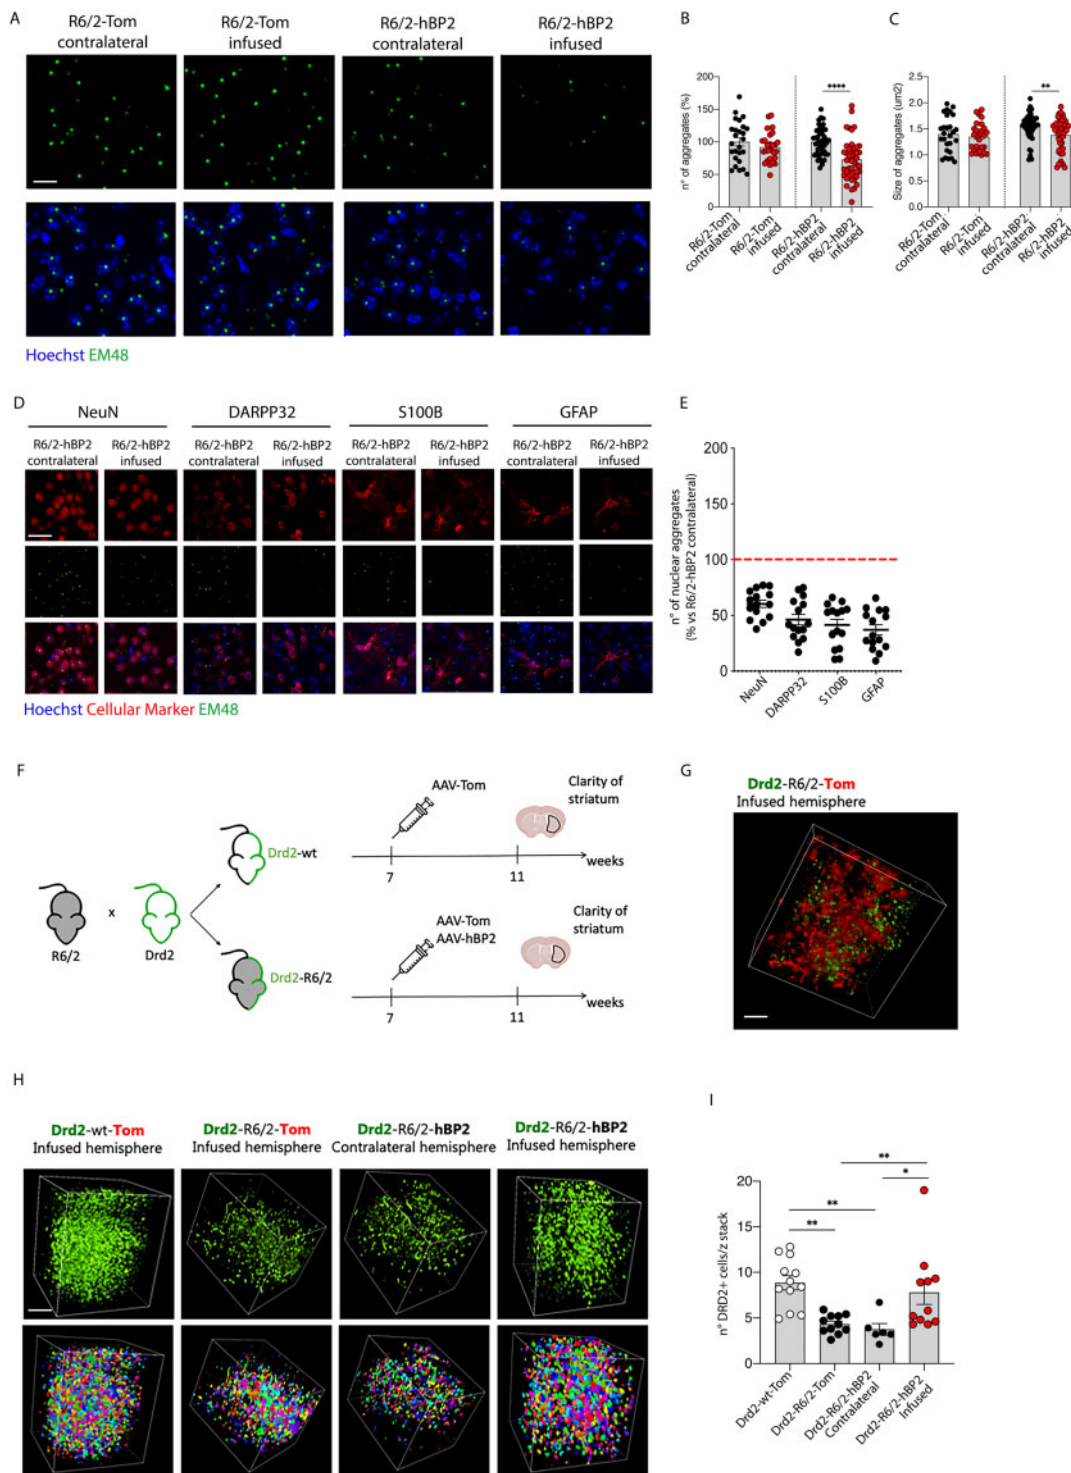 A
R6/2-Tom
contralateral
R6/2-Tom
infused
R6/2-hBP2
contralateral
R6/2-hBP2
infused
Hoechst EM48
B
n° of aggregates (%)
200
150
100
50
0
****
R6/2-Tom
contralateral
R6/2-Tom
infused
R6/2-hBP2
contralateral
R6/2-hBP2
infused
C
Size of aggregates (um2)
2.5
2.0
1.5
1.0
0.5
0.0
**
R6/2-Tom
contralateral
R6/2-Tom
infused
R6/2-hBP2
contralateral
R6/2-hBP2
infused
D
NeuN
DARPP32
S100B
GFAP
R6/2-hBP2
contralateral
R6/2-hBP2
infused
R6/2-hBP2
contralateral
R6/2-hBP2
infused
R6/2-hBP2
contralateral
R6/2-hBP2
infused
R6/2-hBP2
contralateral
R6/2-hBP2
infused
Hoechst Cellular Marker EM48
E
n° of nuclear aggregates
(% vs R6/2-hBP2 contralateral)
200
150
100
50
0
NeuN
DARPP32
S100B
GFAP
F
R6/2
x
Drd2
Drd2-wt
AAV-Tom
Clarity of
striatum
7
11
weeks
Drd2-R6/2
AAV-Tom
AAV-hBP2
Clarity of
striatum
7
11
weeks
G
Drd2-R6/2-Tom
Infused hemisphere
H
Drd2-wt-Tom
Infused hemisphere
Drd2-R6/2-Tom
Infused hemisphere
Drd2-R6/2-hBP2
Contralateral hemisphere
Drd2-R6/2-hBP2
Infused hemisphere
I
n° DRD2+ cells/z stack
20
15
10
5
0
**
*
**
**
Drd2-wt-Tom
Drd2-R6/2-Tom
Drd2-R6/2-hBP2
Contralateral
Drd2-R6/2-hBP2
Infused